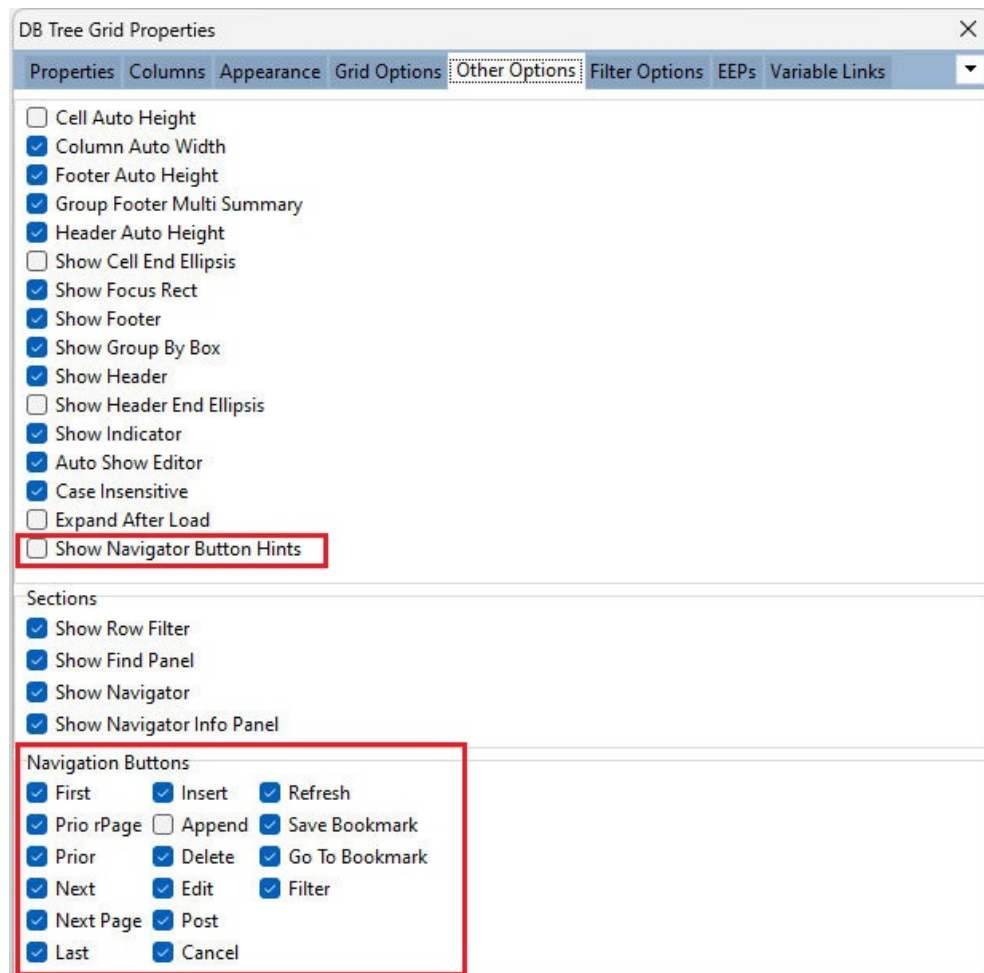 DB Tree Grid Properties
Properties Columns Appearance Grid Options Other Options Filter Options EEPs Variable Links
Cell Auto Height
Column Auto Width
Footer Auto Height
Group Footer Multi Summary
Header Auto Height
Show Cell End Ellipsis
Show Focus Rect
Show Footer
Show Group By Box
Show Header
Show Header End Ellipsis
Show Indicator
Auto Show Editor
Case Insensitive
Expand After Load
Show Navigator Button Hints
Sections
Show Row Filter
Show Find Panel
Show Navigator
Show Navigator Info Panel
Navigation Buttons
First Insert Refresh
Prio rPage Append Save Bookmark
Prior Delete Go To Bookmark
Next Edit Filter
Next Page Post
Last Cancel